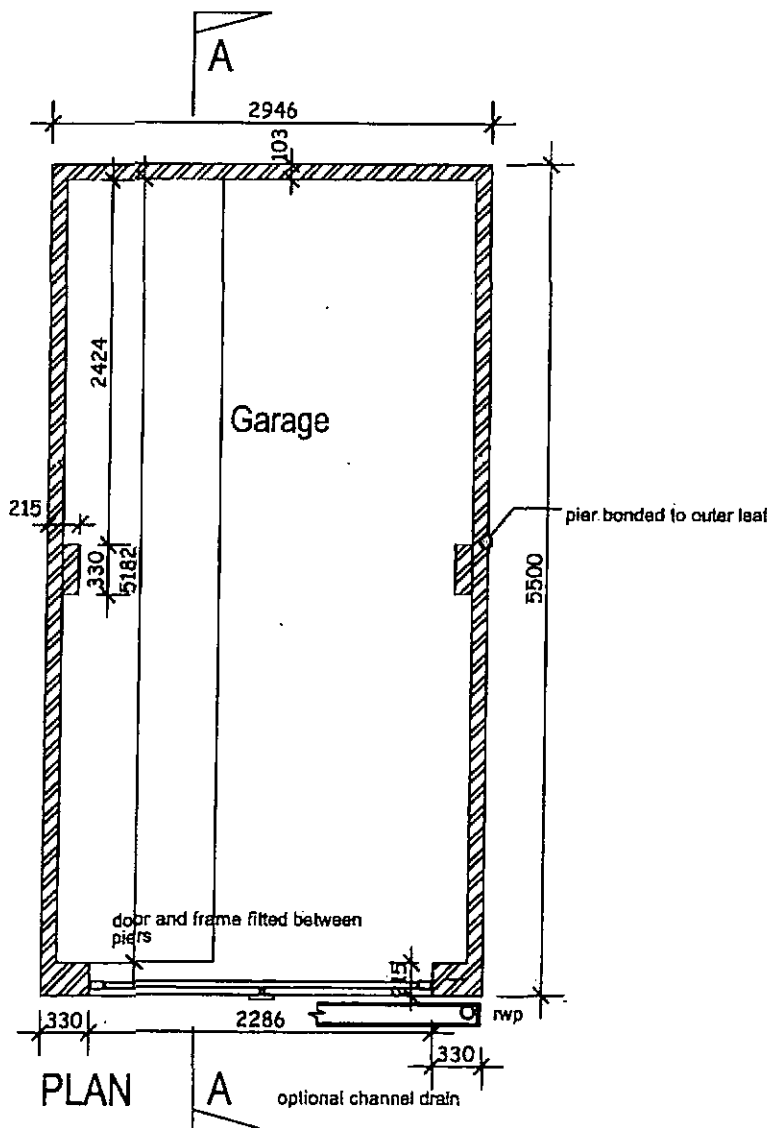 A
2946
103
2424
Garage
215
330
5182
pier bonded to outer leaf
5500
door and frame fitted between
piers
215
rwp
330
2286
330
PLAN
A
optional channel drain